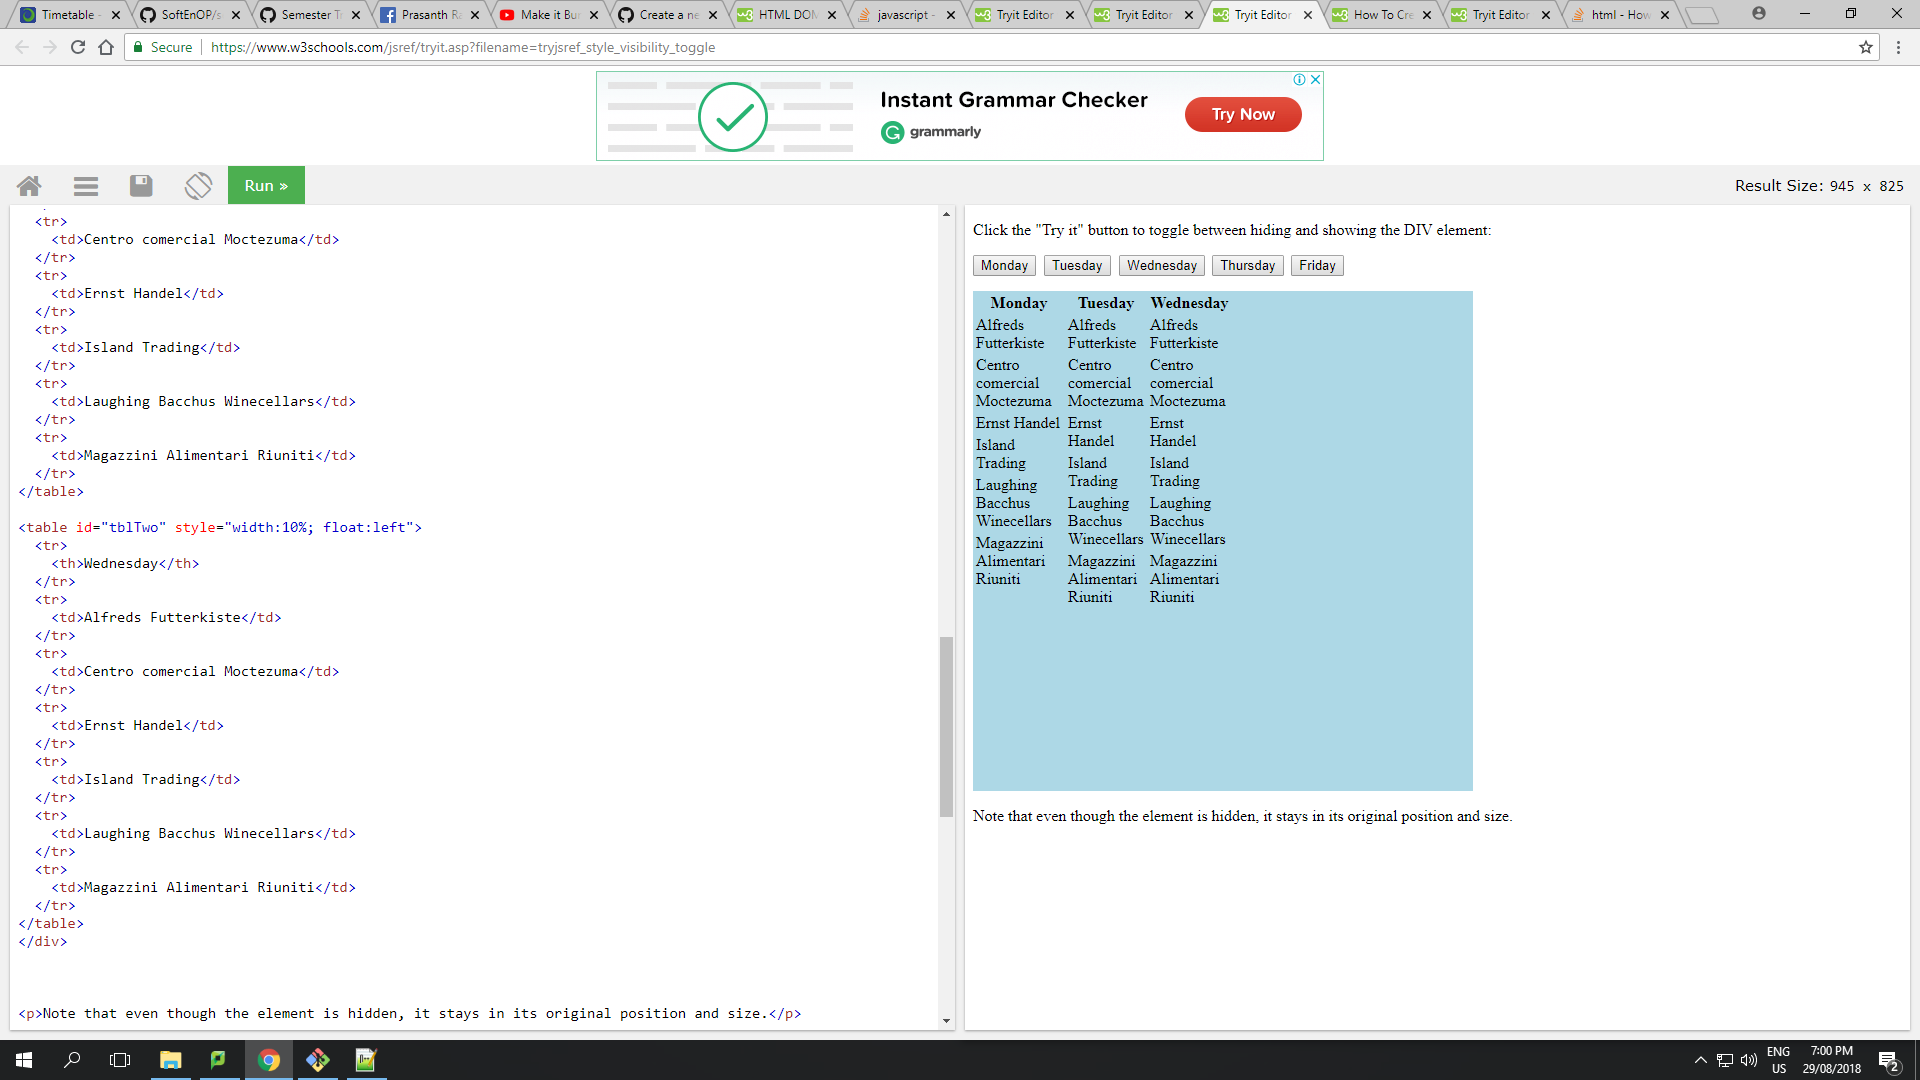 Timetable -
SoftEnOP/s
Semester T
Prasanth Ra
Make it Bu
Create a ne
HTML DOM
javascript -
Tryit Editor
Tryit Editor
Tryit Editor
How To Cre
Tryit Editor
html - How
Secure
https://www.w3schools.com/jsref/tryit.asp?filename=tryjsref_style_visibility_toggle
Instant Grammar Checker
grammarly
Try Now
Run »
Result Size: 945 x 825
<tr>
<td>Centro comercial Moctezuma</td>
</tr>
<tr>
<td>Ernst Handel</td>
</tr>
<tr>
<td>Island Trading</td>
</tr>
<tr>
<td>Laughing Bacchus Winecellars</td>
</tr>
<tr>
<td>Magazzini Alimentari Riuniti</td>
</tr>
</table>
<table id="tblTwo" style="width:10%; float:left">
<tr>
<th>Wednesday</th>
</tr>
<tr>
<td>Alfreds Futterkiste</td>
</tr>
<tr>
<td>Centro comercial Moctezuma</td>
</tr>
<tr>
<td>Ernst Handel</td>
</tr>
<tr>
<td>Island Trading</td>
</tr>
<tr>
<td>Laughing Bacchus Winecellars</td>
</tr>
<tr>
<td>Magazzini Alimentari Riuniti</td>
</tr>
</table>
</div>
<p>Note that even though the element is hidden, it stays in its original position and size.</p>
Click the "Try it" button to toggle between hiding and showing the DIV element:
Monday Tuesday Wednesday Thursday Friday
Monday
Alfreds
Futterkiste
Centro
comercial
Moctezuma
Ernst Handel
Island
Trading
Laughing
Bacchus
Winecellars
Magazzini
Alimentari
Riuniti
Tuesday
Alfreds
Futterkiste
Centro
comercial
Moctezuma
Ernst
Handel
Island
Trading
Laughing
Bacchus
Winecellars
Magazzini
Alimentari
Riuniti
Wednesday
Alfreds
Futterkiste
Centro
comercial
Moctezuma
Ernst
Handel
Island
Trading
Laughing
Bacchus
Winecellars
Magazzini
Alimentari
Riuniti
Note that even though the element is hidden, it stays in its original position and size.
ENG
US
7:00 PM
29/08/2018
2